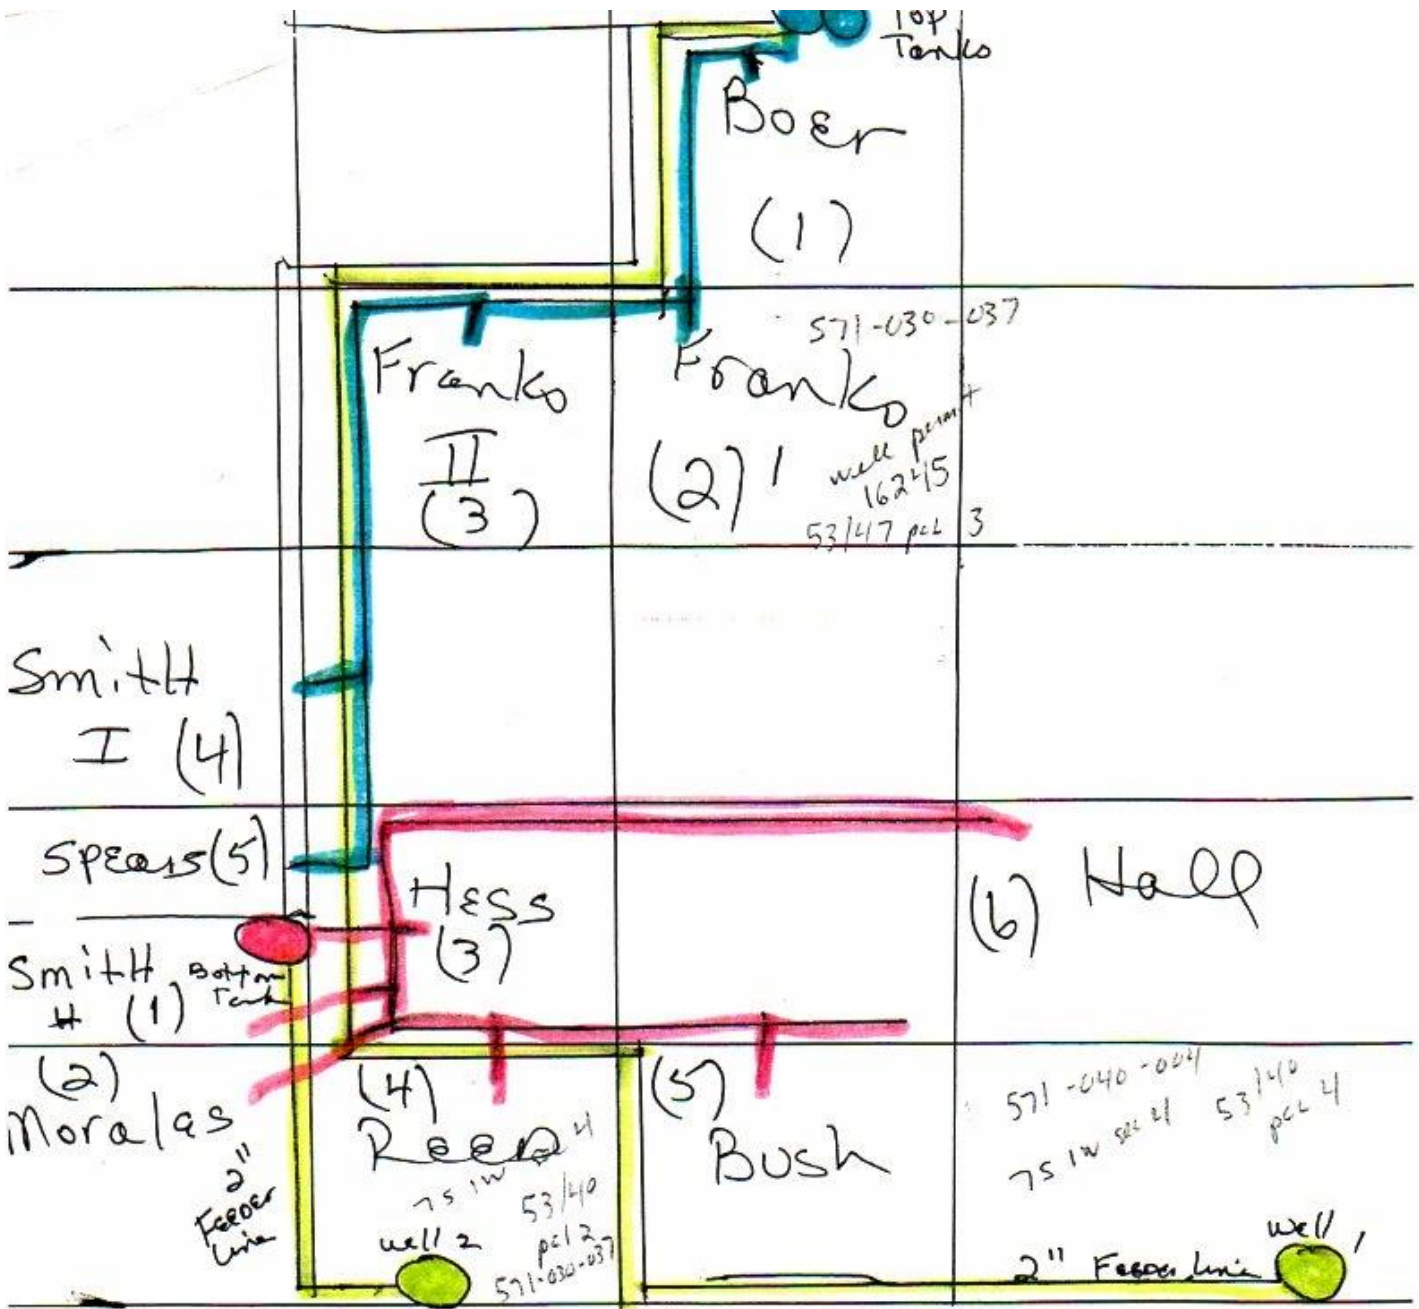 Top
Tanks
Boer
(1)
571-030-037
Franko
II
(3)
Franko
(2) 1
well permit
16245
53/47 pcl 3
SmitH
I (4)
Spears (5)
Hess
(3)
(6) Hall
SmitH
II (1)
Bottom
Tank
(2)
Moralas
2"
Feeder
Line
(4)
Reed
7S 1W 4
53/40
pcl 2
571-030-037
well 2
(5)
Bush
571-040-004
7S 1W sec 4
53/40
pcl 4
2" Feeder Line
well 1